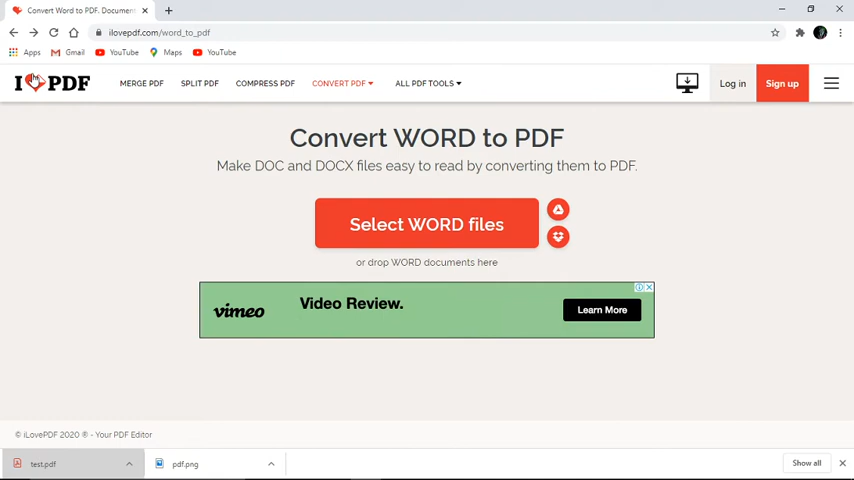 Convert Word to PDF. Document
ilovepdf.com/word_to_pdf
Apps Gmail YouTube Maps YouTube
I PDF MERGE PDF SPLIT PDF COMPRESS PDF CONVERT PDF ALL PDF TOOLS Log in Sign up
Convert WORD to PDF
Make DOC and DOCX files easy to read by converting them to PDF.
Select WORD files
or drop WORD documents here
vimeo Video Review. Learn More
© iLovePDF 2020 ® - Your PDF Editor
test.pdf pdf.png Show all